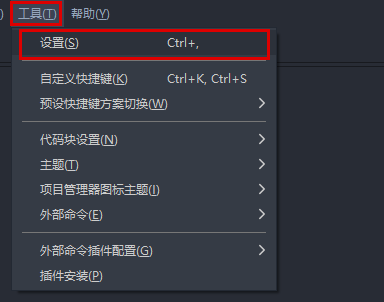 ) 工具(T) 帮助(Y)
设置(S) Ctrl+,
自定义快捷键(K) Ctrl+K, Ctrl+S
预设快捷键方案切换(W)
代码块设置(N)
主题(T)
项目管理器图标主题(I)
外部命令(E)
外部命令插件配置(G)
插件安装(P)